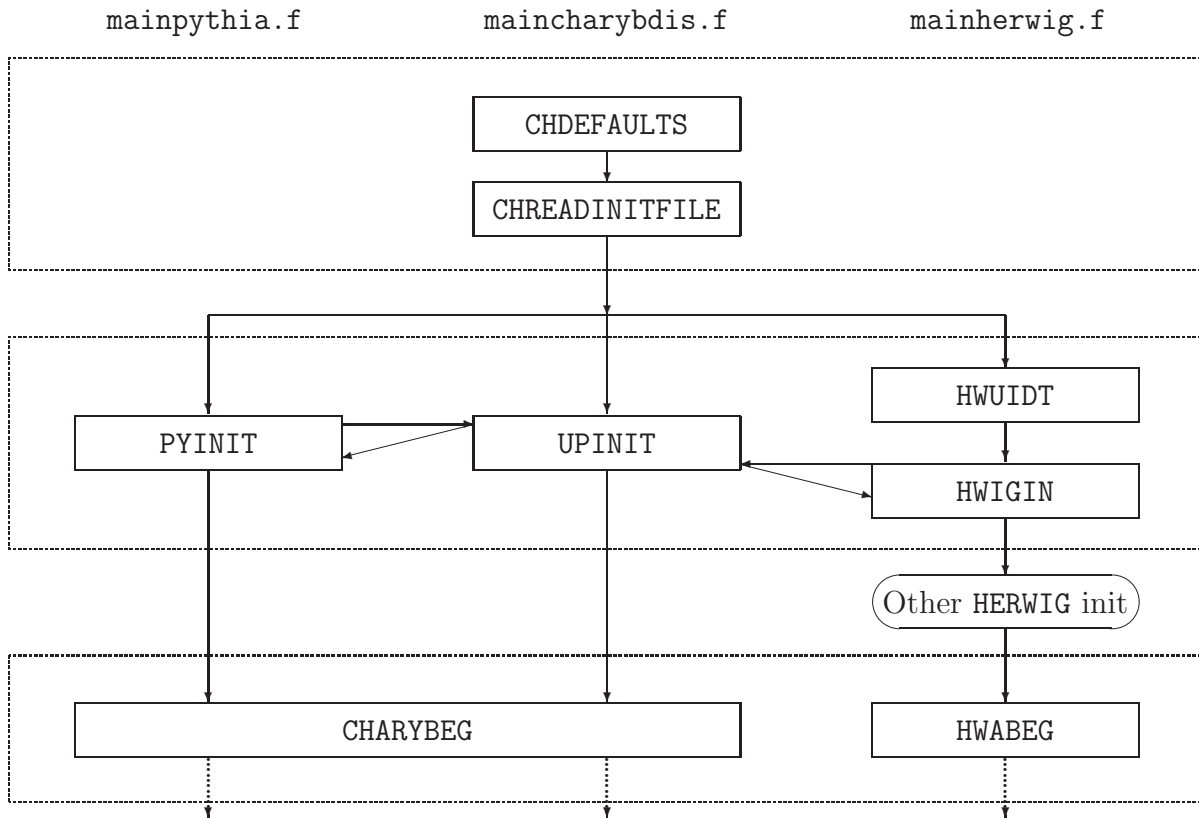 mainpythia.f maincharybdis.f mainherwig.f
CHDEFAULTS
CHREADINITFILE
HWUIDT
PYINIT UPINIT
HWIGIN
Other HERWIG init
CHARYBEG HWABEG